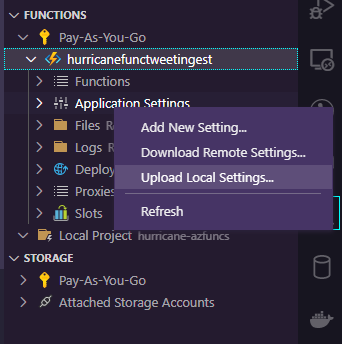 FUNCTIONS
Pay-As-You-Go
hurricanefunctweetingest
Functions
Application Settings
Add New Setting...
Files
Download Remote Settings...
Logs
Upload Local Settings...
Deploy
Proxies
Refresh
Slots
Local Project hurricane-azfuncs
STORAGE
Pay-As-You-Go
Attached Storage Accounts